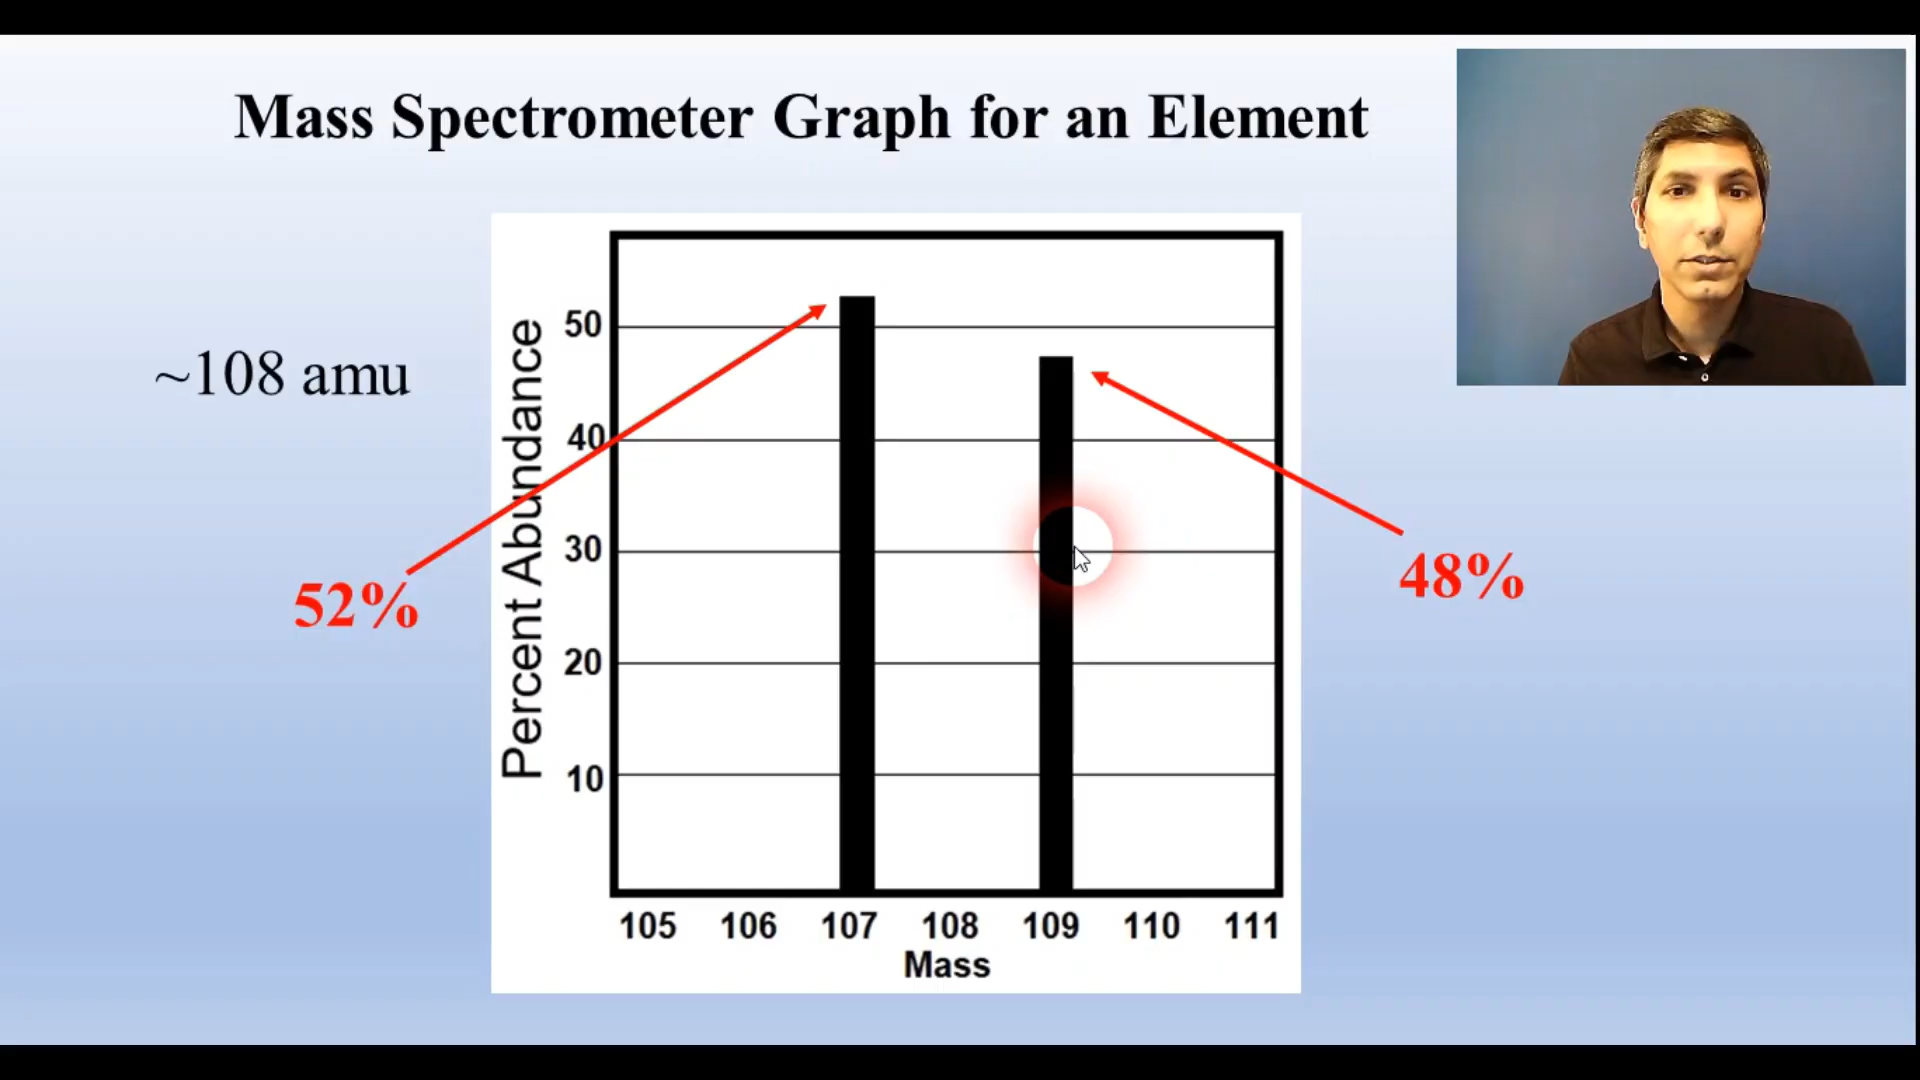 Mass Spectrometer Graph for an Element
~108 amu
52%
48%
Percent Abundance
50
40
30
20
10
105 106 107 108 109 110 111
Mass